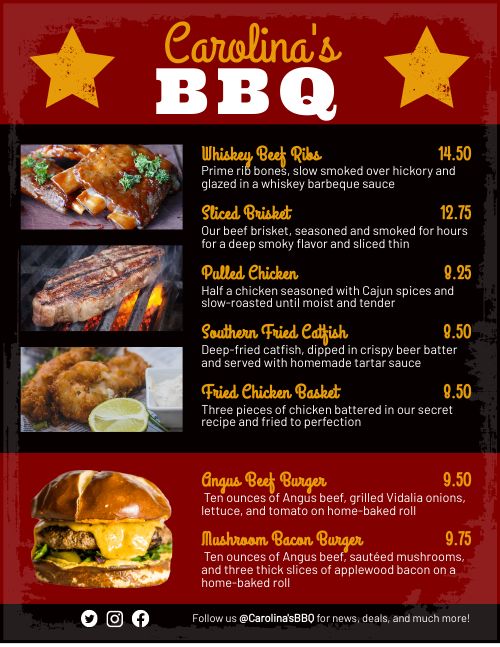 Carolina's
BBQ
Whiskey Beef Ribs 14.50
Prime rib bones, slow smoked over hickory and
glazed in a whiskey barbeque sauce
Sliced Brisket 12.75
Our beef brisket, seasoned and smoked for hours
for a deep smoky flavor and sliced thin
Pulled Chicken 9.25
Half a chicken seasoned with Cajun spices and
slow-roasted until moist and tender
Southern Fried Catfish 8.50
Deep-fried catfish, dipped in crispy beer batter
and served with homemade tartar sauce
Fried Chicken Basket 8.50
Three pieces of chicken battered in our secret
recipe and fried to perfection
Angus Beef Burger 9.50
Ten ounces of Angus beef, grilled Vidalia onions,
lettuce, and tomato on home-baked roll
Mushroom Bacon Burger 9.75
Ten ounces of Angus beef, sautéed mushrooms,
and three thick slices of applewood bacon on a
home-baked roll
Follow us @Carolina'sBBQ for news, deals, and much more!